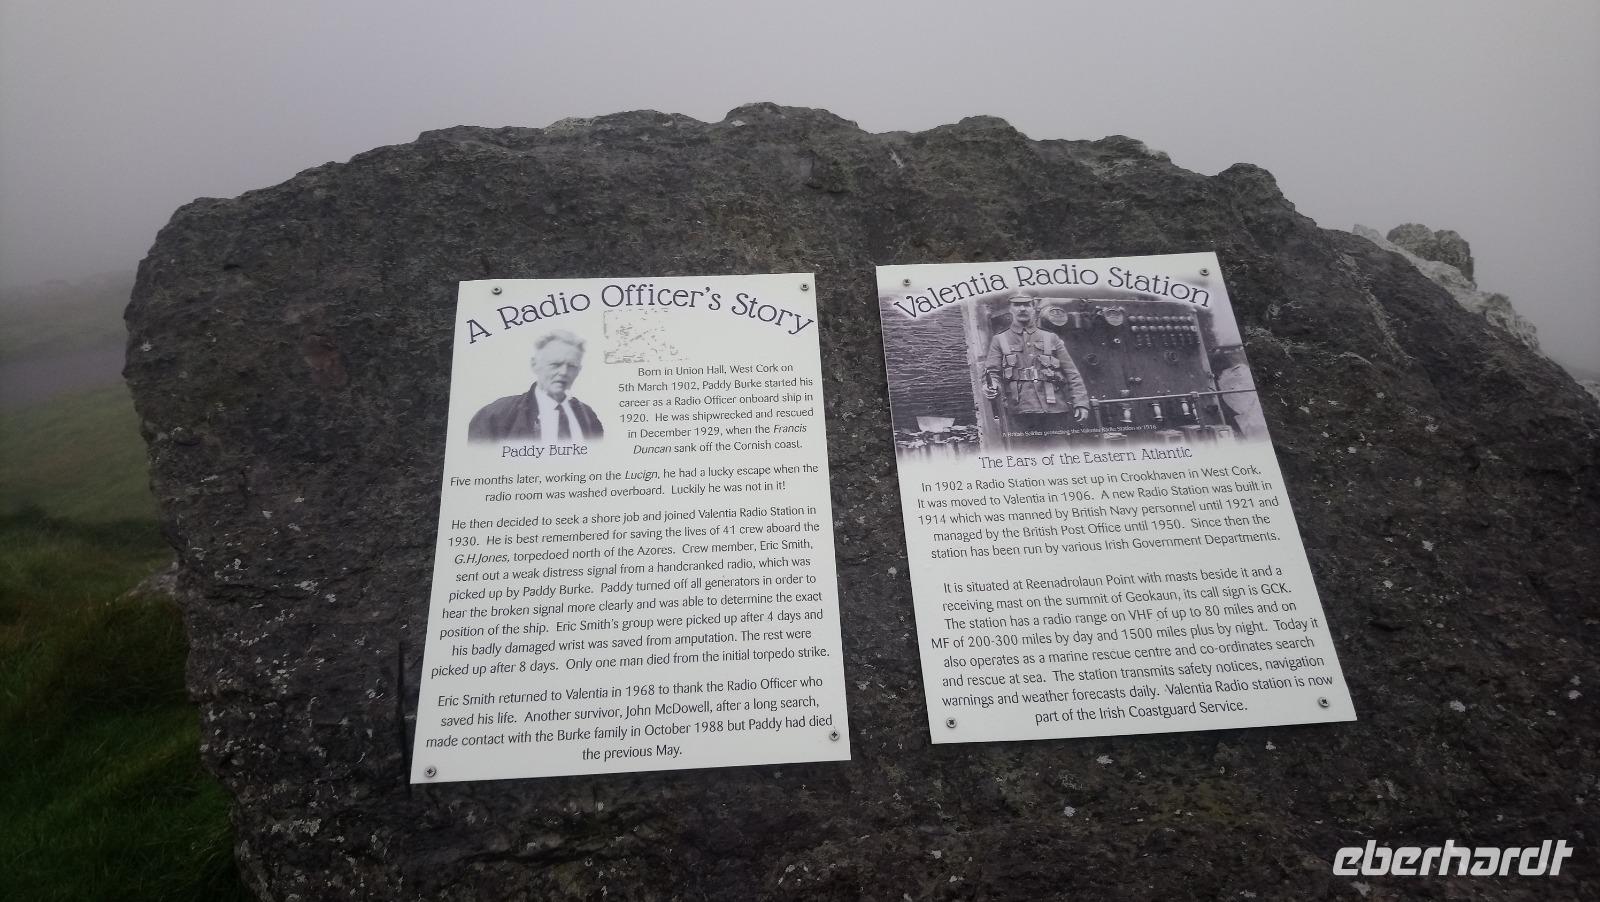 A Radio Officer's Story
Born in Union Hall, West Cork on
5th March 1902, Paddy Burke started his
career as a Radio Officer onboard ship in
1920. He was shipwrecked and rescued
in December 1929, when the Francis
Duncan sank off the Cornish coast.
Paddy Burke
Five months later, working on the Lucign, he had a lucky escape when the
radio room was washed overboard. Luckily he was not in it!
He then decided to seek a shore job and joined Valentia Radio Station in
1930. He is best remembered for saving the lives of 41 crew aboard the
G.H.Jones, torpedoed north of the Azores. Crew member, Eric Smith,
sent out a weak distress signal from a handcranked radio, which was
picked up by Paddy Burke. Paddy turned off all generators in order to
hear the broken signal more clearly and was able to determine the exact
position of the ship. Eric Smith's group were picked up after 4 days and
his badly damaged wrist was saved from amputation. The rest were
picked up after 8 days. Only one man died from the initial torpedo strike.
Eric Smith returned to Valentia in 1968 to thank the Radio Officer who
saved his life. Another survivor, John McDowell, after a long search,
made contact with the Burke family in October 1988 but Paddy had died
the previous May.
Valentia Radio Station
A British Soldier protecting the Valentia Radio Station in 1916
The Ears of the Eastern Atlantic
In 1902 a Radio Station was set up in Crookhaven in West Cork.
It was moved to Valentia in 1906. A new Radio Station was built in
1914 which was manned by British Navy personnel until 1921 and
managed by the British Post Office until 1950. Since then the
station has been run by various Irish Government Departments.
It is situated at Reenadrolaun Point with masts beside it and a
receiving mast on the summit of Geokaun, its call sign is GCK.
The station has a radio range on VHF of up to 80 miles and on
MF of 200-300 miles by day and 1500 miles plus by night. Today it
also operates as a marine rescue centre and co-ordinates search
and rescue at sea. The station transmits safety notices, navigation
warnings and weather forecasts daily. Valentia Radio station is now
part of the Irish Coastguard Service.
eberhardt